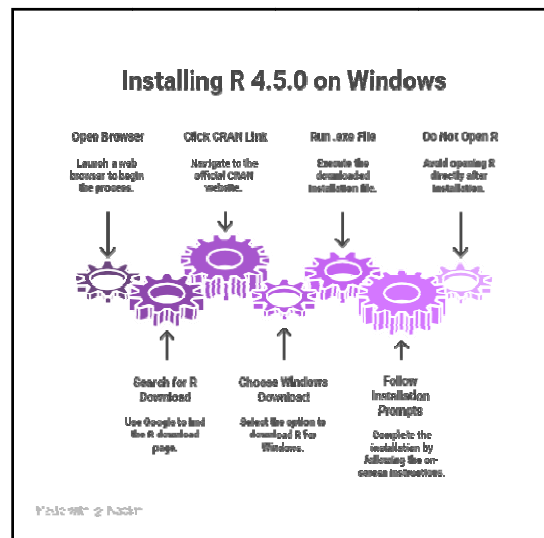 Installing R 4.5.0 on Windows
Open Browser
Launch a web
browser to begin
the process.
Click CRAN Link
Navigate to the
official CRAN
website.
Run .exe File
Execute the
downloaded
installation file.
Do Not Open R
Avoid opening R
directly after
installation.
Search for R
Download
Use Google to find
the R download
page.
Choose Windows
Download
Select the option to
download R for
Windows.
Follow
Installation
Prompts
Complete the
installation by
following the on-
screen instructions.